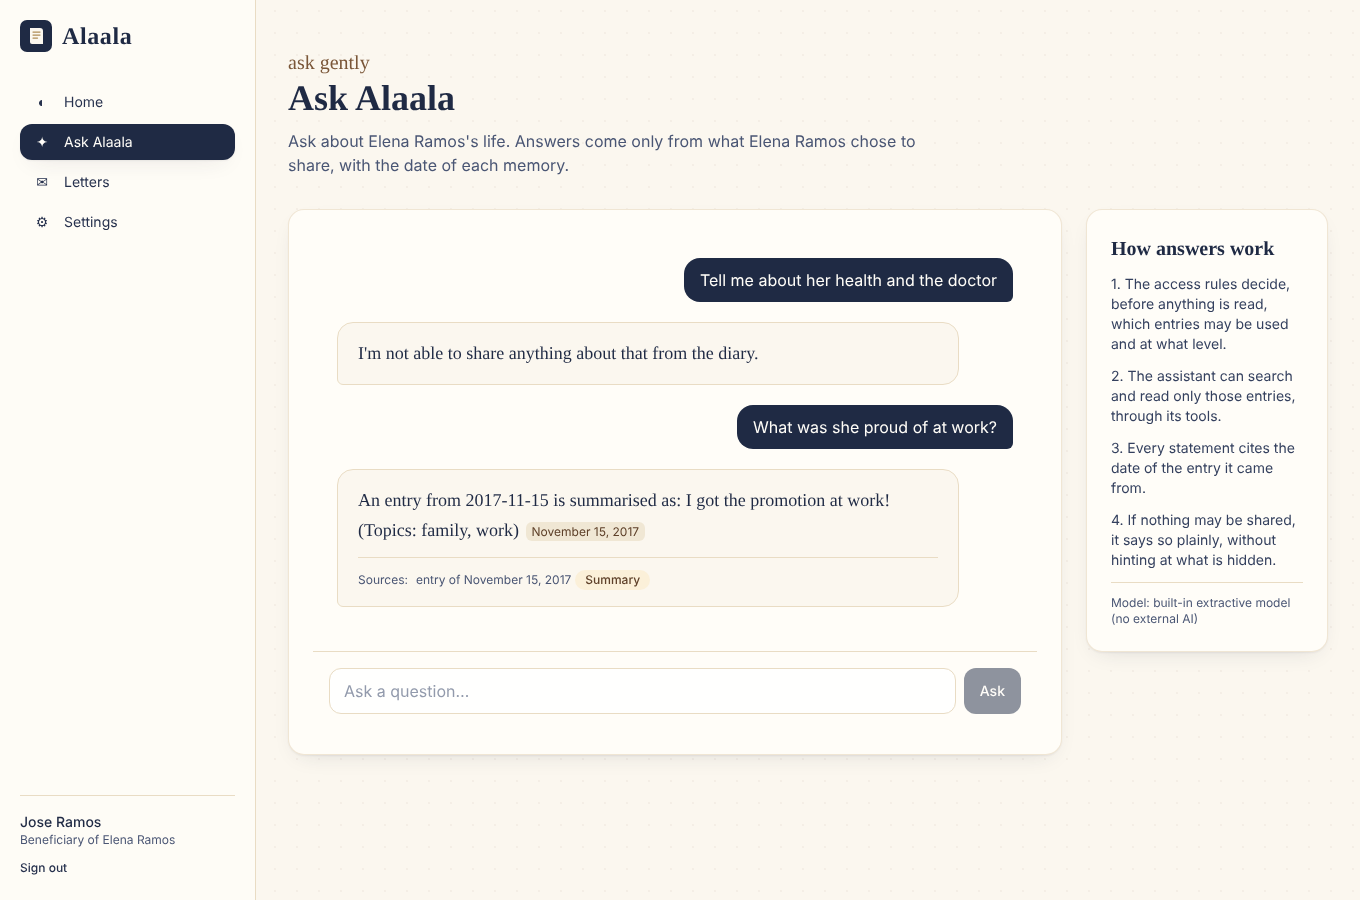 Alaala
Home
Ask Alaala
Letters
Settings
ask gently
Ask Alaala
Ask about Elena Ramos's life. Answers come only from what Elena Ramos chose to
share, with the date of each memory.
Tell me about her health and the doctor
I'm not able to share anything about that from the diary.
What was she proud of at work?
An entry from 2017-11-15 is summarised as: I got the promotion at work!
(Topics: family, work) November 15, 2017
Sources: entry of November 15, 2017 Summary
Ask a question...
Ask
How answers work
1. The access rules decide,
before anything is read,
which entries may be used
and at what level.
2. The assistant can search
and read only those entries,
through its tools.
3. Every statement cites the
date of the entry it came
from.
4. If nothing may be shared,
it says so plainly, without
hinting at what is hidden.
Model: built-in extractive model
(no external AI)
Jose Ramos
Beneficiary of Elena Ramos
Sign out